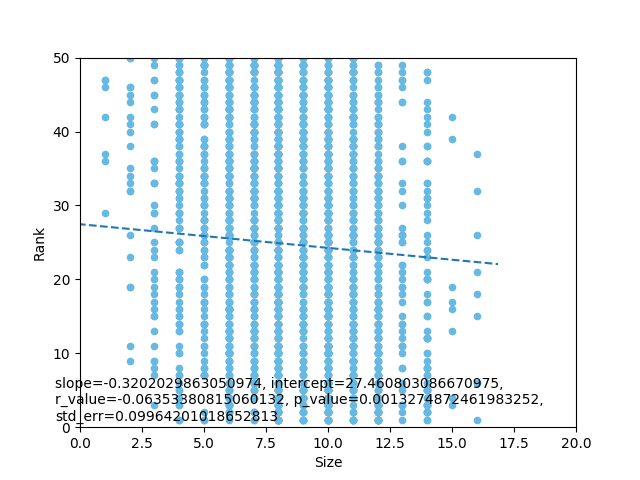 50
40
30
20
10
0
Rank
slope=-0.3202029863050974, intercept=27.460803086670975,
r_value=-0.06353380815060132, p_value=0.0013274872461983252,
std_err=0.09964201018652813
0.0 2.5 5.0 7.5 10.0 12.5 15.0 17.5 20.0
Size